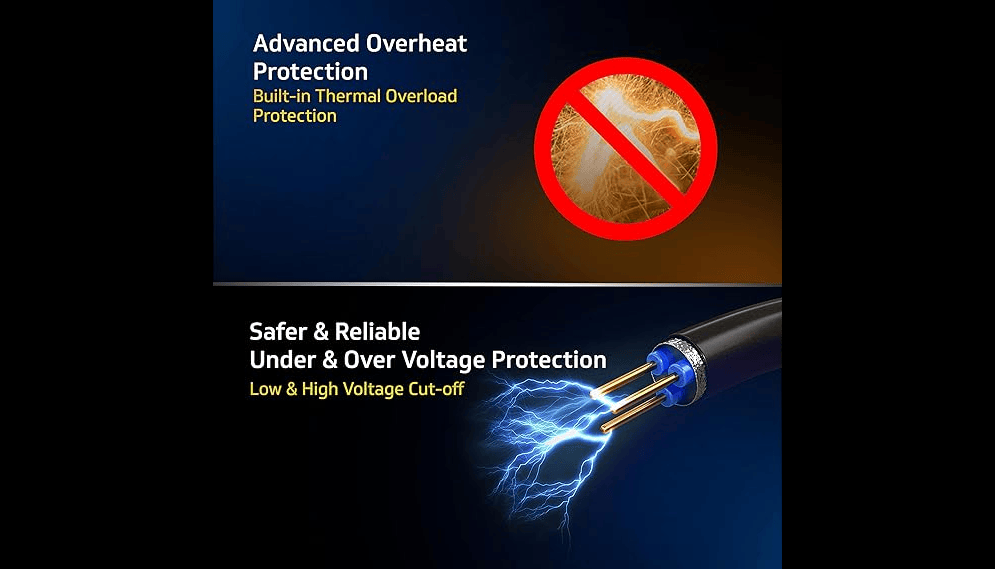 Advanced Overheat
Protection
Built-in Thermal Overload
Protection
Safer & Reliable
Under & Over Voltage Protection
Low & High Voltage Cut-off